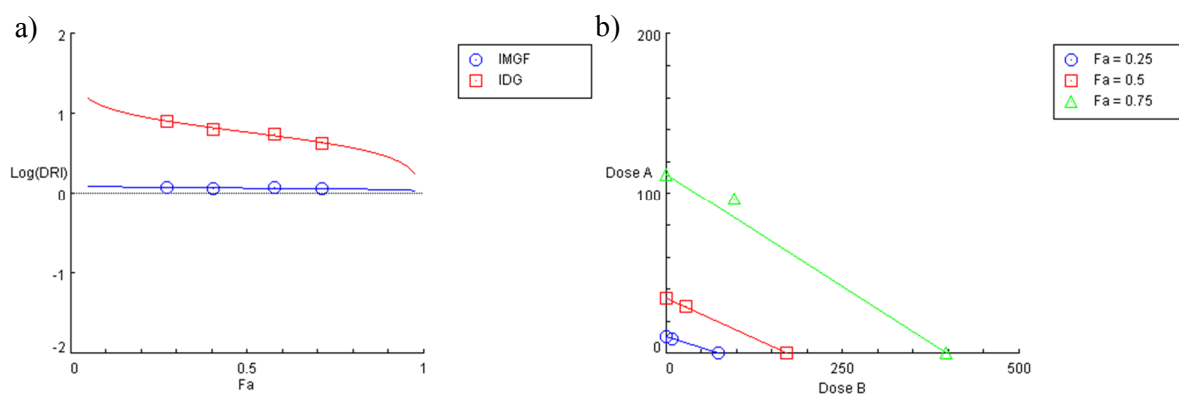 a)
2
1
Log(DRI)
0
-1
-2
0
0.5
1
Fa
IMGF
IDG
b)
200
Dose A
100
0
0
250
500
Dose B
Fa = 0.25
Fa = 0.5
Fa = 0.75